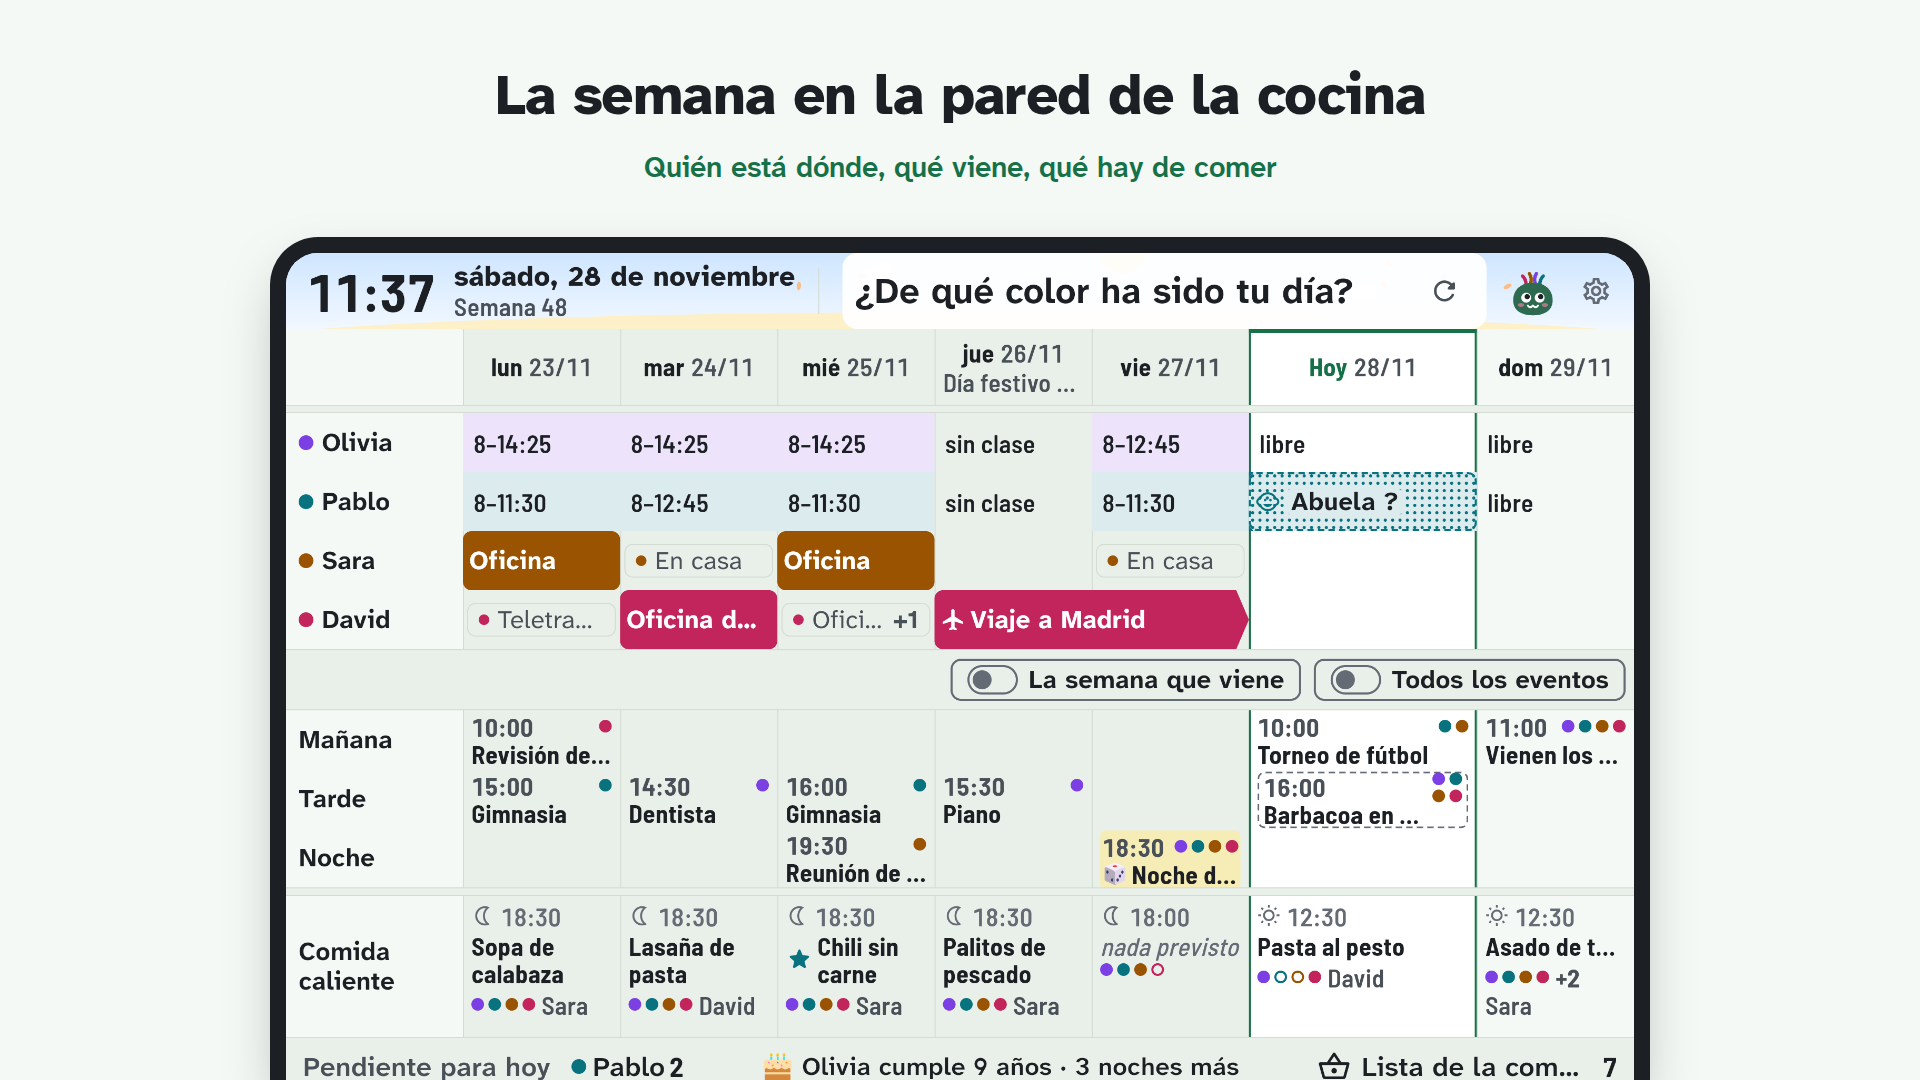 La semana en la pared de la cocina
Quién está dónde, qué viene, qué hay de comer
11:37
sábado, 28 de noviembre
Semana 48
¿De qué color ha sido tu día?
lun 23/11
mar 24/11
mié 25/11
jue 26/11
Día festivo ...
vie 27/11
Hoy 28/11
dom 29/11
Olivia
8–14:25
8–14:25
8–14:25
sin clase
8–12:45
libre
libre
Pablo
8–11:30
8–12:45
8–11:30
sin clase
8–11:30
Abuela ?
libre
Sara
Oficina
En casa
Oficina
En casa
David
Teletra...
Oficina d...
Ofici... +1
Viaje a Madrid
La semana que viene
Todos los eventos
Mañana
10:00
Revisión de...
10:00
Torneo de fútbol
11:00
Vienen los ...
Tarde
15:00
Gimnasia
14:30
Dentista
16:00
Gimnasia
15:30
Piano
16:00
Barbacoa en ...
Noche
19:30
Reunión de ...
18:30
Noche d...
Comida
caliente
18:30
Sopa de
calabaza
Sara
18:30
Lasaña de
pasta
David
18:30
Chili sin
carne
Sara
18:30
Palitos de
pescado
Sara
18:00
nada previsto
12:30
Pasta al pesto
David
12:30
Asado de t...
+2
Sara
Pendiente para hoy
Pablo 2
Olivia cumple 9 años · 3 noches más
Lista de la com... 7